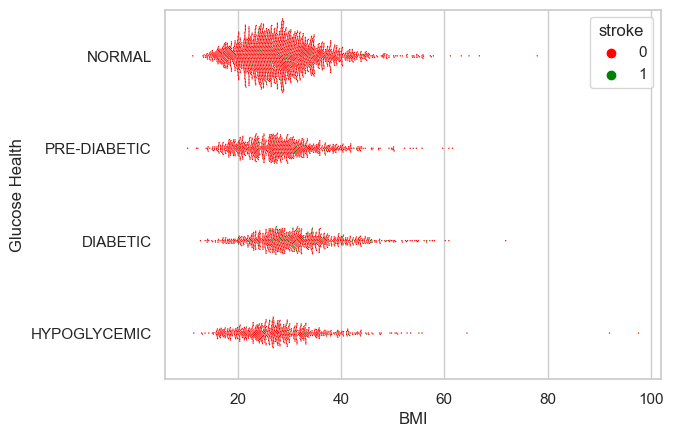 stroke
0
1
NORMAL
PRE-DIABETIC
DIABETIC
HYPOGLYCEMIC
Glucose Health
20 40 60 80 100
BMI